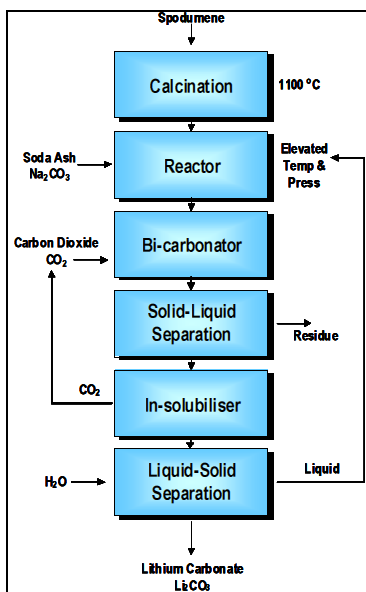 Spodumene
Calcination
1100 °C
Soda Ash
Na₂CO₃
Reactor
Elevated
Temp &
Press
Carbon Dioxide
CO₂
Bi-carbonator
Solid-Liquid
Separation
Residue
CO₂
In-solubiliser
H₂O
Liquid-Solid
Separation
Liquid
Lithium Carbonate
Li₂CO₃